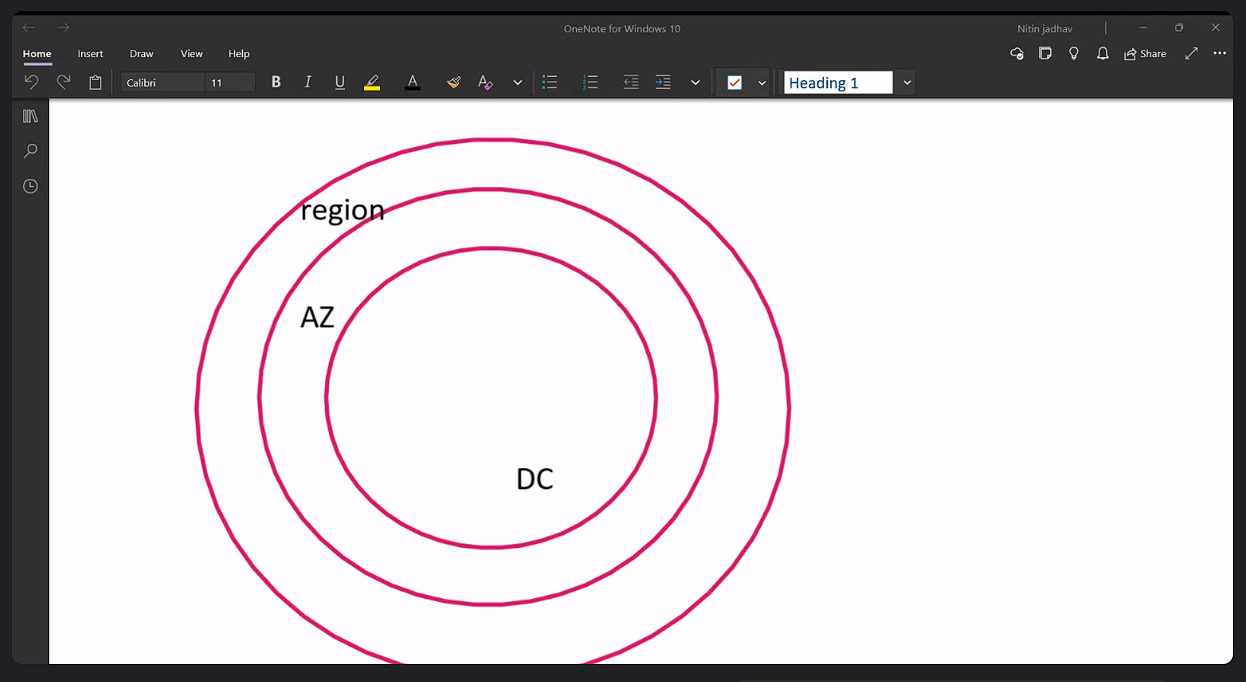 OneNote for Windows 10
Nitin jadhav
Home Insert Draw View Help
Share
Calibri 11 B I U A A Heading 1
region
AZ
DC